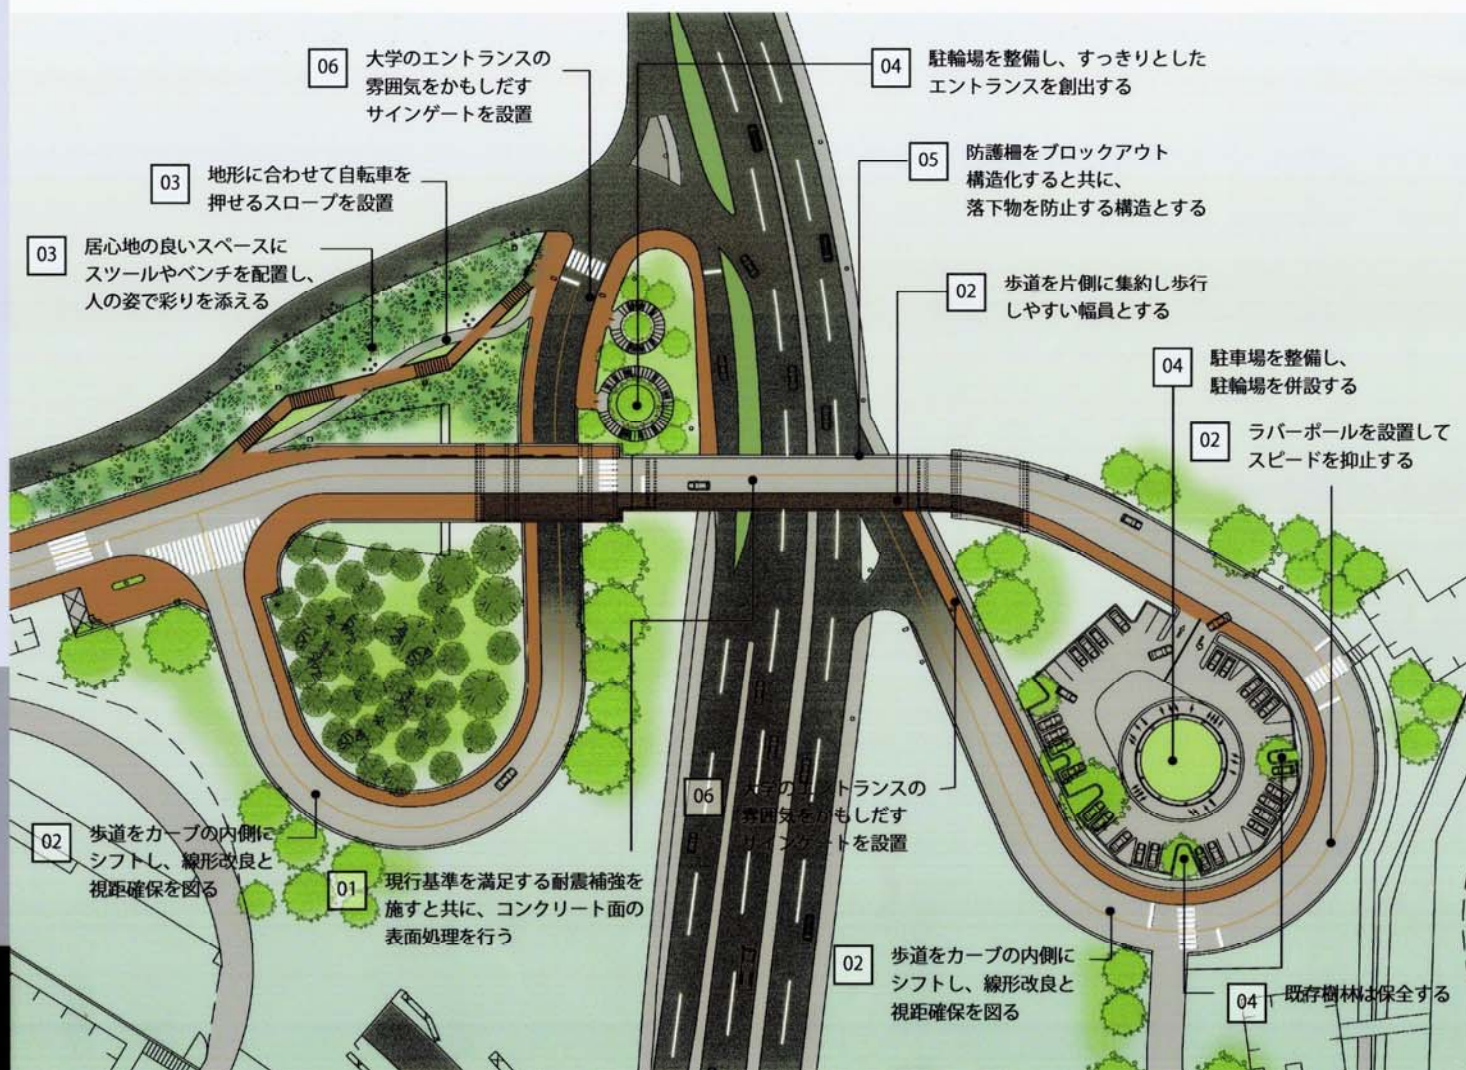 06
大学のエントランスの
雰囲気をかもしだす
サインゲートを設置
04
駐輪場を整備し、すっきりとした
エントランスを創出する
05
防護柵をブロックアウト
構造化すると共に、
落下物を防止する構造とする
03
地形に合わせて自転車を
押せるスロープを設置
03
居心地の良いスペースに
スツールやベンチを配置し、
人の姿で彩りを添える
02
歩道を片側に集約し歩行
しやすい幅員とする
04
駐車場を整備し、
駐輪場を併設する
02
ラバーポールを設置して
スピードを抑止する
06
大学のエントランスの
雰囲気をかもしだす
サインゲートを設置
02
歩道をカーブの内側に
シフトし、線形改良と
視距確保を図る
01
現行基準を満足する耐震補強を
施すと共に、コンクリート面の
表面処理を行う
02
歩道をカーブの内側に
シフトし、線形改良と
視距確保を図る
04
既存樹林は保全する